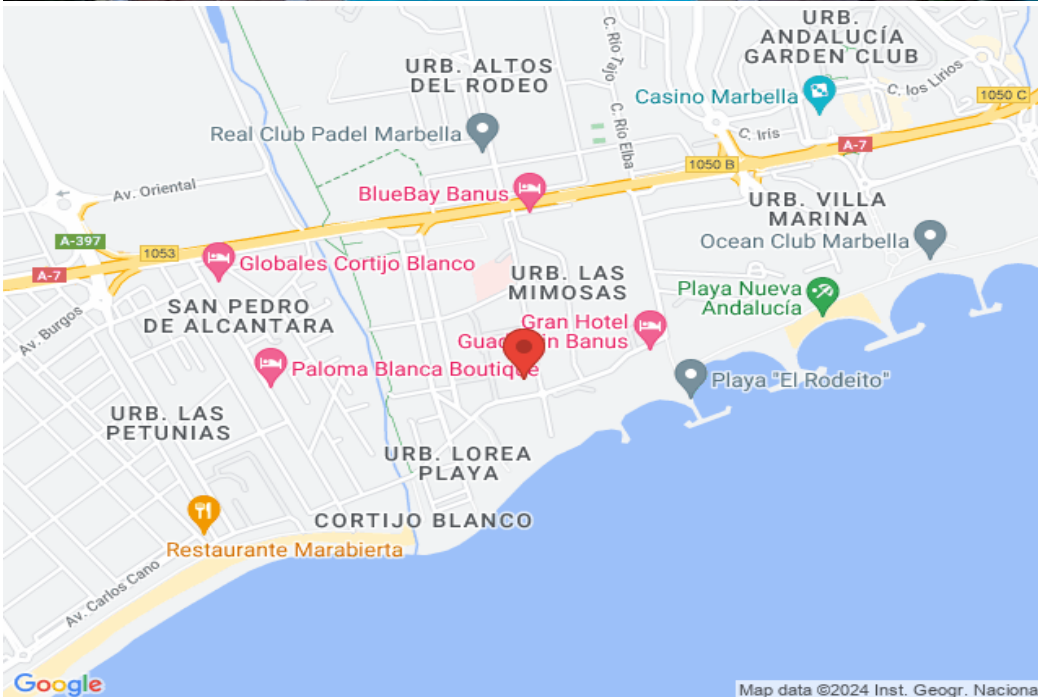 URB.
ANDALUCÍA
GARDEN CLUB
C. Río Tajo
URB. ALTOS
DEL RODEO
C. los Lirios
Casino Marbella
1050 C
C. Río Elba
Real Club Padel Marbella
C. Iris
A-7
1050 B
Av. Oriental
BlueBay Banus
URB. VILLA
MARINA
A-397
1053
Ocean Club Marbella
A-7
Globales Cortijo Blanco
URB. LAS
MIMOSAS
Playa Nueva
Andalucía
SAN PEDRO
DE ALCANTARA
Av. Burgos
Gran Hotel
Banus
Paloma Blanca Boutique
Playa "El Rodeito"
URB. LAS
PETUNIAS
URB. LOREA
PLAYA
CORTIJO BLANCO
Restaurante Marabierta
Av. Carlos Cano
Google
Map data ©2024 Inst. Geogr. Naciona